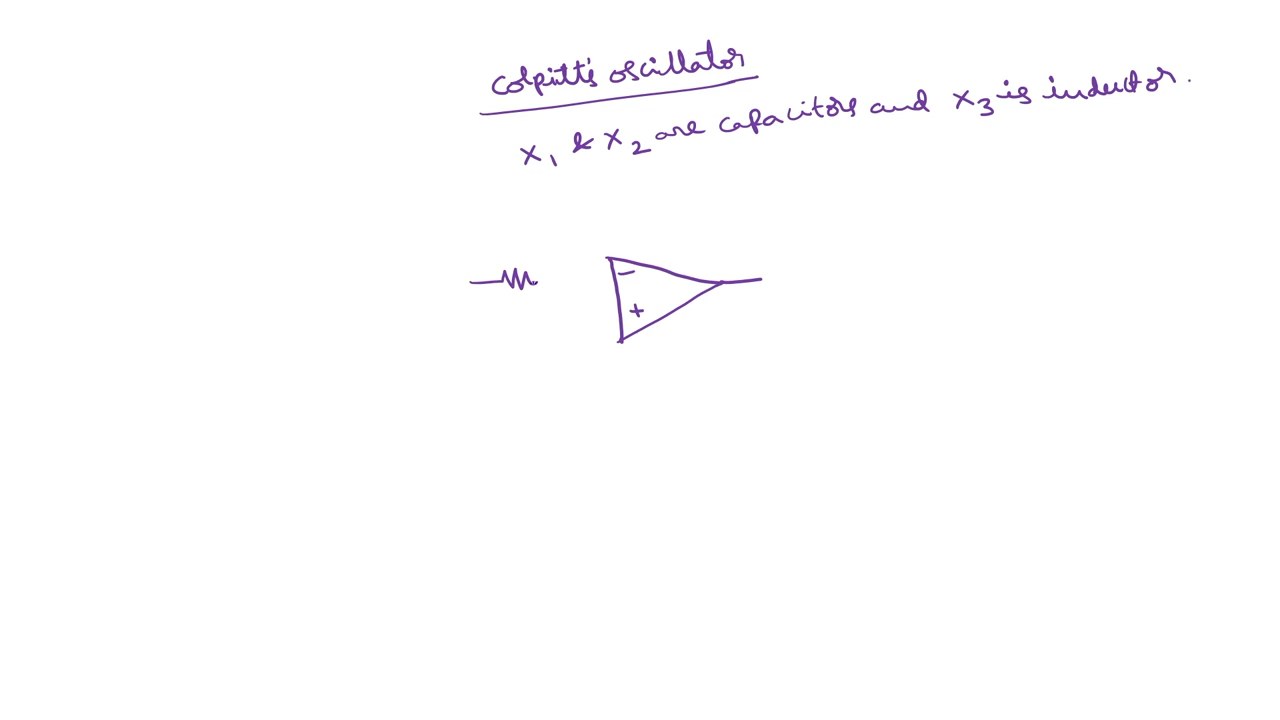 Colpitt's oscillator
X1 & X2 are capacitors and X3 is inductor.
−
+